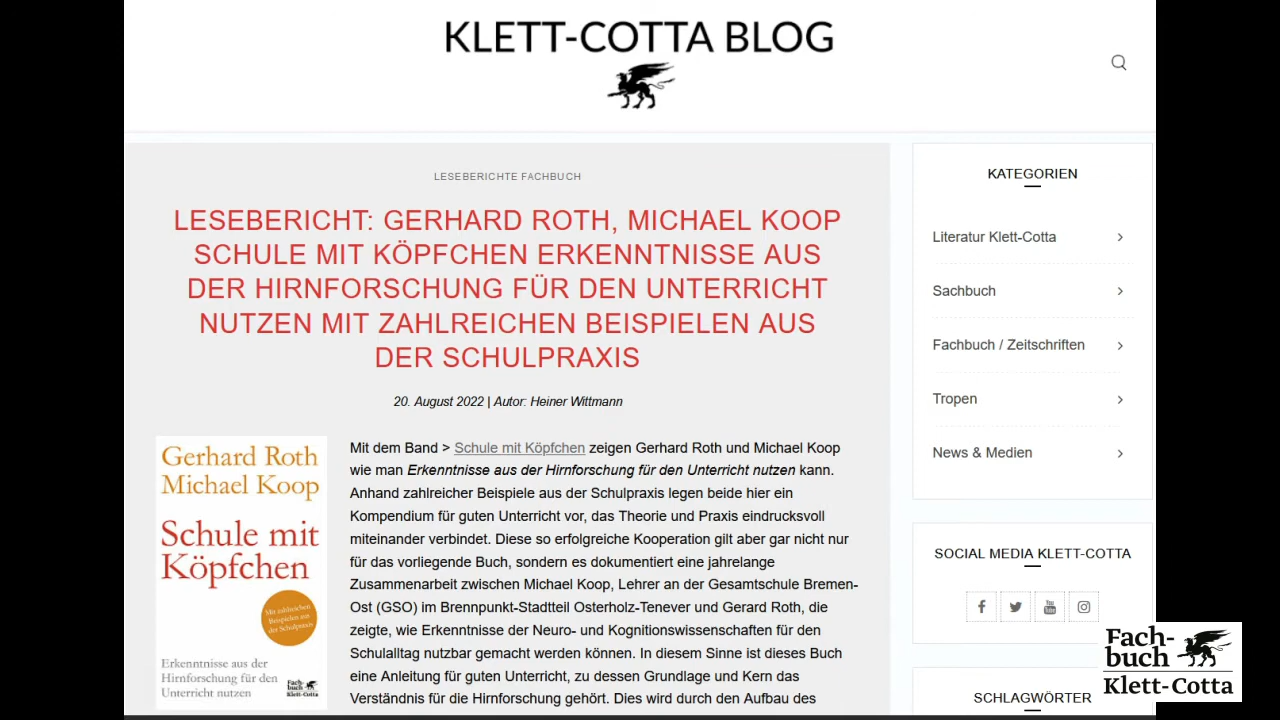 KLETT-COTTA BLOG
LESEBERICHTE FACHBUCH
LESEBERICHT: GERHARD ROTH, MICHAEL KOOP
SCHULE MIT KÖPFCHEN ERKENNTNISSE AUS
DER HIRNFORSCHUNG FÜR DEN UNTERRICHT
NUTZEN MIT ZAHLREICHEN BEISPIELEN AUS
DER SCHULPRAXIS
20. August 2022 | Autor: Heiner Wittmann
Gerhard Roth
Michael Koop
Schule mit
Köpfchen
Mit zahlreichen
Beispielen aus
der Schulpraxis
Erkenntnisse aus der
Hirnforschung für den
Unterricht nutzen
Fach-
buch
Klett-Cotta
Mit dem Band > Schule mit Köpfchen zeigen Gerhard Roth und Michael Koop
wie man Erkenntnisse aus der Hirnforschung für den Unterricht nutzen kann.
Anhand zahlreicher Beispiele aus der Schulpraxis legen beide hier ein
Kompendium für guten Unterricht vor, das Theorie und Praxis eindrucksvoll
miteinander verbindet. Diese so erfolgreiche Kooperation gilt aber gar nicht nur
für das vorliegende Buch, sondern es dokumentiert eine jahrelange
Zusammenarbeit zwischen Michael Koop, Lehrer an der Gesamtschule Bremen-
Ost (GSO) im Brennpunkt-Stadtteil Osterholz-Tenever und Gerard Roth, die
zeigte, wie Erkenntnisse der Neuro- und Kognitionswissenschaften für den
Schulalltag nutzbar gemacht werden können. In diesem Sinne ist dieses Buch
eine Anleitung für guten Unterricht, zu dessen Grundlage und Kern das
Verständnis für die Hirnforschung gehört. Dies wird durch den Aufbau des
KATEGORIEN
Literatur Klett-Cotta
Sachbuch
Fachbuch / Zeitschriften
Tropen
News & Medien
SOCIAL MEDIA KLETT-COTTA
SCHLAGWÖRTER
Fach-
buch
Klett-Cotta